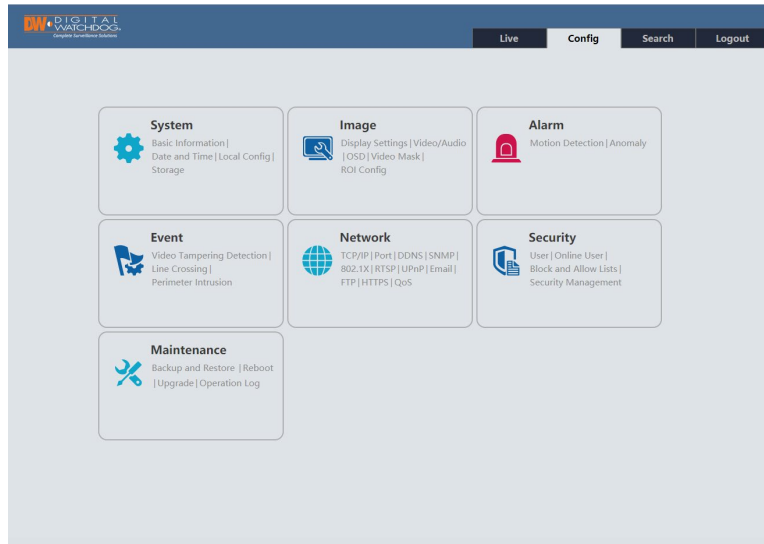 DW DIGITAL
WATCHDOG®
Complete Surveillance Solutions
Live Config Search Logout
System
Basic Information |
Date and Time | Local Config |
Storage
Image
Display Settings | Video/Audio
| OSD | Video Mask |
ROI Config
Alarm
Motion Detection | Anomaly
Event
Video Tampering Detection |
Line Crossing |
Perimeter Intrusion
Network
TCP/IP | Port | DDNS | SNMP |
802.1X | RTSP | UPnP | Email |
FTP | HTTPS | QoS
Security
User | Online User |
Block and Allow Lists |
Security Management
Maintenance
Backup and Restore | Reboot
| Upgrade | Operation Log